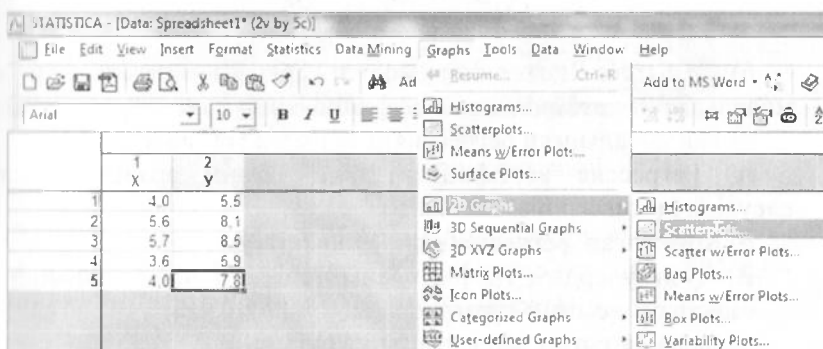 STATISTICA - [Data: Spreadsheet1* (2v by 5c)]
File Edit View Insert Format Statistics Data Mining Graphs Tools Data Window Help
Ad
Resume... Ctrl+R
Add to MS Word
Arial 10 B I U
Histograms...
Scatterplots...
Means w/Error Plots...
Surface Plots...
1 2
X y
1 4.0 5.5
2 5.6 8,1
3 5.7 8.5
4 3.6 5.9
5 4.0 7.8
2D Graphs
3D Sequential Graphs
3D XYZ Graphs
Matrix Plots...
Icon Plots...
Categorized Graphs
User-defined Graphs
Histograms...
Scatterplots...
Scatter w/Error Plots...
Bag Plots...
Means w/Error Plots...
Box Plots...
Variability Plots...